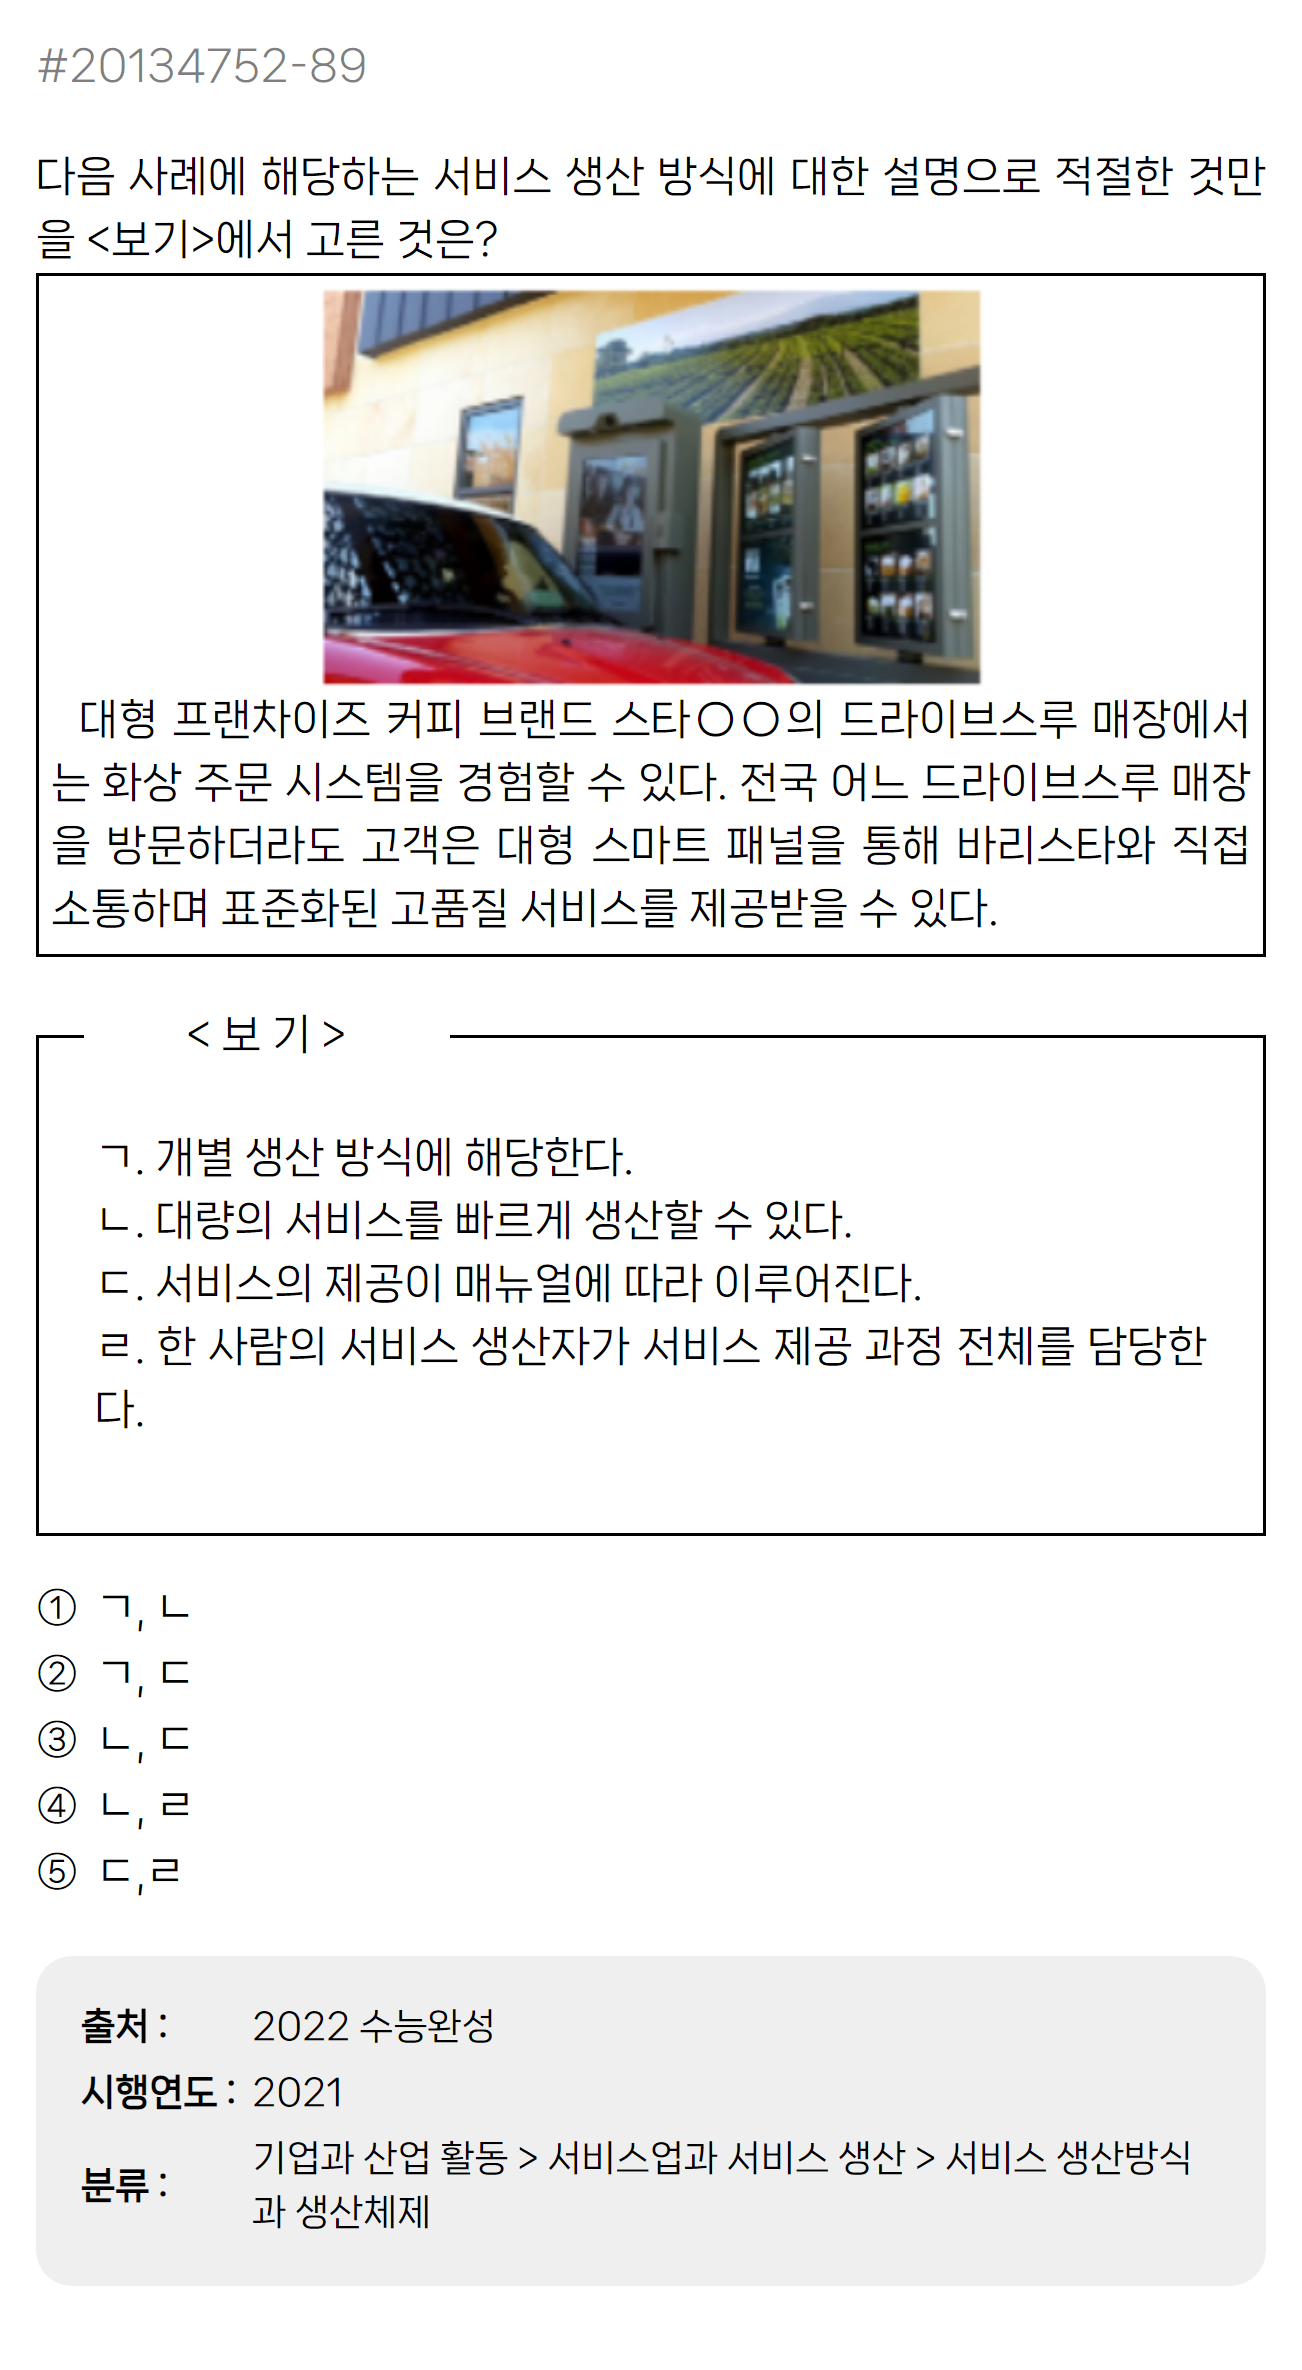 #20134752-89
다음 사례에 해당하는 서비스 생산 방식에 대한 설명으로 적절한 것만
을 <보기>에서 고른 것은?
대형 프랜차이즈 커피 브랜드 스타○○의 드라이브스루 매장에서
는 화상 주문 시스템을 경험할 수 있다. 전국 어느 드라이브스루 매장
을 방문하더라도 고객은 대형 스마트 패널을 통해 바리스타와 직접
소통하며 표준화된 고품질 서비스를 제공받을 수 있다.
< 보 기 >
ㄱ. 개별 생산 방식에 해당한다.
ㄴ. 대량의 서비스를 빠르게 생산할 수 있다.
ㄷ. 서비스의 제공이 매뉴얼에 따라 이루어진다.
ㄹ. 한 사람의 서비스 생산자가 서비스 제공 과정 전체를 담당한
다.
① ㄱ, ㄴ
② ㄱ, ㄷ
③ ㄴ, ㄷ
④ ㄴ, ㄹ
⑤ ㄷ,ㄹ
출처 : 2022 수능완성
시행연도 : 2021
분류 : 기업과 산업 활동 > 서비스업과 서비스 생산 > 서비스 생산방식
과 생산체제